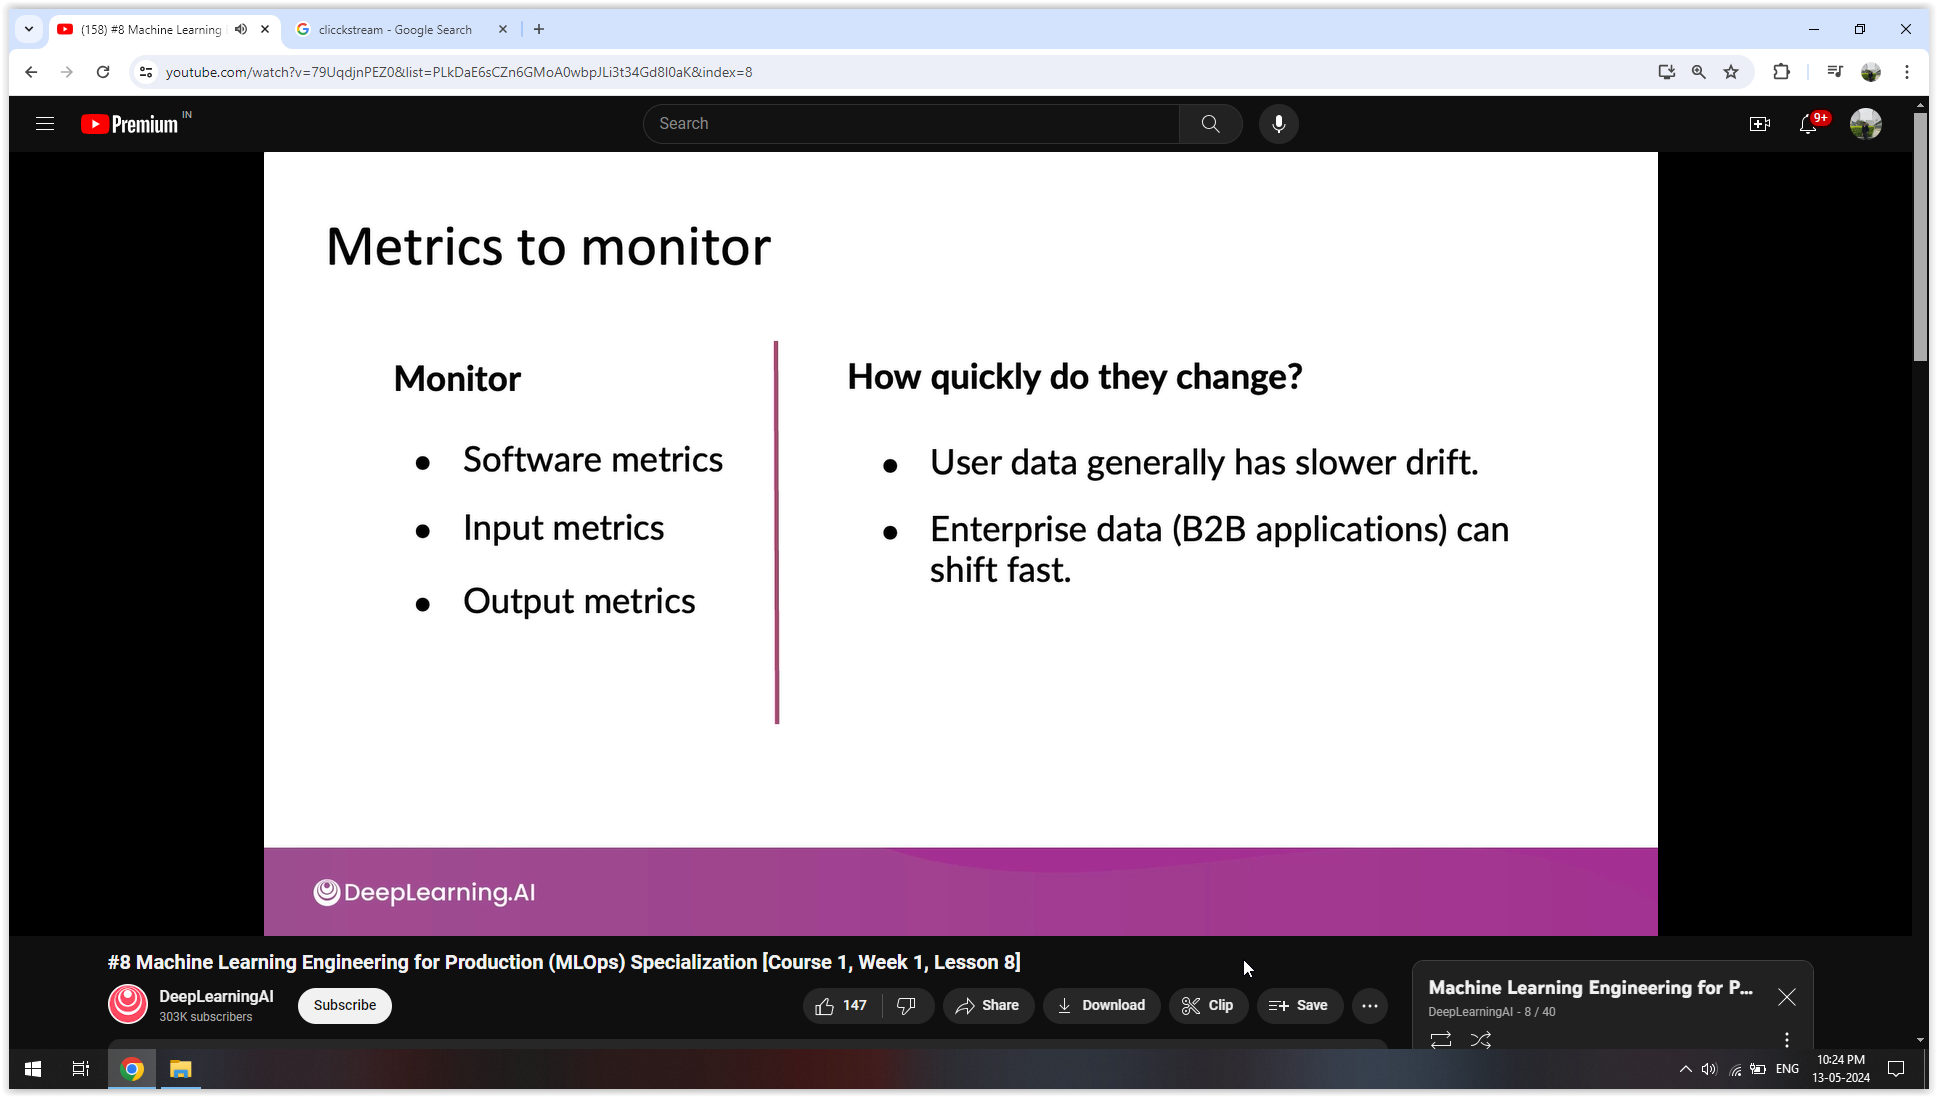 (158) #8 Machine Learning
clicckstream - Google Search
youtube.com/watch?v=79UqdjnPEZ0&list=PLkDaE6sCZn6GMoA0wbpJLi3t34Gd8l0aK&index=8
Premium IN
Search
9+
Metrics to monitor
Monitor
● Software metrics
● Input metrics
● Output metrics
How quickly do they change?
● User data generally has slower drift.
● Enterprise data (B2B applications) can
shift fast.
DeepLearning.AI
#8 Machine Learning Engineering for Production (MLOps) Specialization [Course 1, Week 1, Lesson 8]
DeepLearningAI
303K subscribers
Subscribe
147
Share
Download
Clip
Save
Machine Learning Engineering for P...
DeepLearningAI - 8 / 40
ENG
10:24 PM
13-05-2024